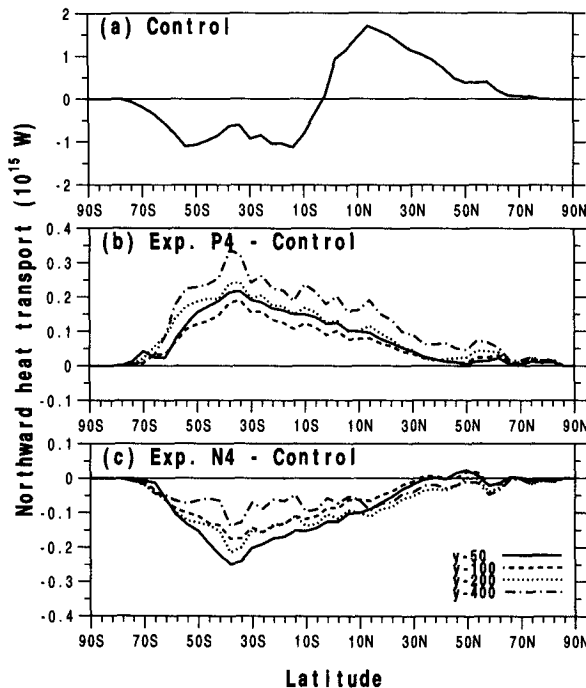 Northward heat transport (10^15 W)
(a) Control
2
1
0
-1
-2
90S 70S 50S 30S 10S 10N 30N 50N 70N 90N
(b) Exp. P4 - Control
0.4
0.3
0.2
0.1
0
-0.1
90S 70S 50S 30S 10S 10N 30N 50N 70N 90N
(c) Exp. N4 - Control
0.1
0
-0.1
-0.2
-0.3
-0.4
y-50
y-100
y-200
y-400
90S 70S 50S 30S 10S 10N 30N 50N 70N 90N
Latitude